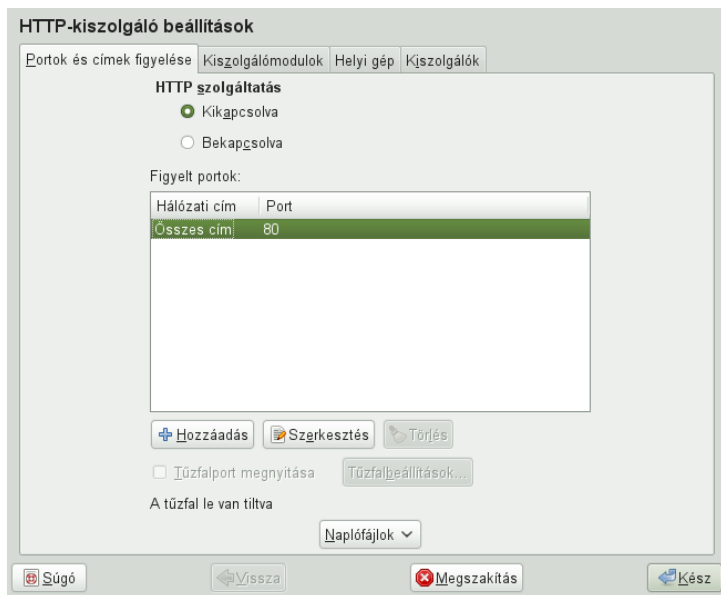 HTTP-kiszolgáló beállítások
Portok és címek figyelése Kiszolgálómodulok Helyi gép Kiszolgálók
HTTP szolgáltatás
Kikapcsolva
Bekapcsolva
Figyelt portok:
Hálózati cím Port
Összes cím 80
Hozzáadás Szerkesztés Törlés
Tűzfalport megnyitása Tűzfalbeállítások...
A tűzfal le van tiltva
Naplófájlok
Súgó Vissza Megszakítás Kész